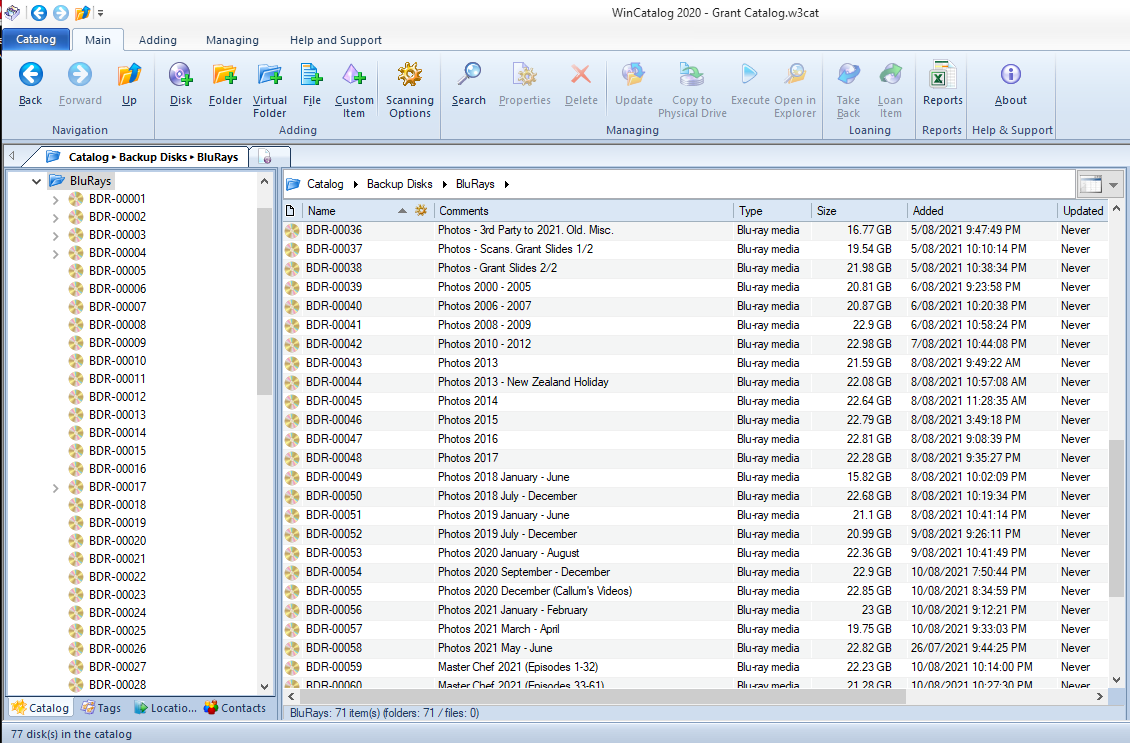 WinCatalog 2020 - Grant Catalog.w3cat
Catalog Main Adding Managing Help and Support
Back Forward Up Disk Folder Virtual Folder File Custom Item Scanning Options Search Properties Delete Update Copy to Physical Drive Execute Open in Explorer Take Back Loan Item Reports About
Navigation Adding Managing Loaning Reports Help & Support
Catalog ▸ Backup Disks ▸ BluRays
BluRays
BDR-00001
BDR-00002
BDR-00003
BDR-00004
BDR-00005
BDR-00006
BDR-00007
BDR-00008
BDR-00009
BDR-00010
BDR-00011
BDR-00012
BDR-00013
BDR-00014
BDR-00015
BDR-00016
BDR-00017
BDR-00018
BDR-00019
BDR-00020
BDR-00021
BDR-00022
BDR-00023
BDR-00024
BDR-00025
BDR-00026
BDR-00027
BDR-00028
Catalog Tags Locatio... Contacts
Catalog ▸ Backup Disks ▸ BluRays ▸
Name Comments Type Size Added Updated
BDR-00036 Photos - 3rd Party to 2021. Old. Misc. Blu-ray media 16.77 GB 5/08/2021 9:47:49 PM Never
BDR-00037 Photos - Scans. Grant Slides 1/2 Blu-ray media 19.54 GB 5/08/2021 10:10:14 PM Never
BDR-00038 Photos - Grant Slides 2/2 Blu-ray media 21.98 GB 5/08/2021 10:38:34 PM Never
BDR-00039 Photos 2000 - 2005 Blu-ray media 20.81 GB 6/08/2021 9:23:58 PM Never
BDR-00040 Photos 2006 - 2007 Blu-ray media 20.87 GB 6/08/2021 10:20:38 PM Never
BDR-00041 Photos 2008 - 2009 Blu-ray media 22.9 GB 6/08/2021 10:58:24 PM Never
BDR-00042 Photos 2010 - 2012 Blu-ray media 22.98 GB 7/08/2021 10:44:08 PM Never
BDR-00043 Photos 2013 Blu-ray media 21.59 GB 8/08/2021 9:49:22 AM Never
BDR-00044 Photos 2013 - New Zealand Holiday Blu-ray media 22.08 GB 8/08/2021 10:57:08 AM Never
BDR-00045 Photos 2014 Blu-ray media 22.64 GB 8/08/2021 11:28:35 AM Never
BDR-00046 Photos 2015 Blu-ray media 22.79 GB 8/08/2021 3:49:18 PM Never
BDR-00047 Photos 2016 Blu-ray media 22.81 GB 8/08/2021 9:08:39 PM Never
BDR-00048 Photos 2017 Blu-ray media 22.28 GB 8/08/2021 9:35:27 PM Never
BDR-00049 Photos 2018 January - June Blu-ray media 15.82 GB 8/08/2021 10:02:09 PM Never
BDR-00050 Photos 2018 July - December Blu-ray media 22.68 GB 8/08/2021 10:19:34 PM Never
BDR-00051 Photos 2019 January - June Blu-ray media 21.1 GB 8/08/2021 10:41:14 PM Never
BDR-00052 Photos 2019 July - December Blu-ray media 20.99 GB 9/08/2021 9:26:11 PM Never
BDR-00053 Photos 2020 January - August Blu-ray media 22.36 GB 9/08/2021 10:41:49 PM Never
BDR-00054 Photos 2020 September - December Blu-ray media 22.9 GB 10/08/2021 7:50:44 PM Never
BDR-00055 Photos 2020 December (Callum's Videos) Blu-ray media 22.85 GB 10/08/2021 8:34:59 PM Never
BDR-00056 Photos 2021 January - February Blu-ray media 23 GB 10/08/2021 9:12:21 PM Never
BDR-00057 Photos 2021 March - April Blu-ray media 19.75 GB 10/08/2021 9:33:03 PM Never
BDR-00058 Photos 2021 May - June Blu-ray media 22.82 GB 26/07/2021 9:44:25 PM Never
BDR-00059 Master Chef 2021 (Episodes 1-32) Blu-ray media 22.23 GB 10/08/2021 10:14:00 PM Never
BDR-00060 Master Chef 2021 (Episodes 33-61) Blu-ray media 21.28 GB 10/08/2021 10:27:30 PM Never
BluRays: 71 item(s) (folders: 71 / files: 0)
77 disk(s) in the catalog